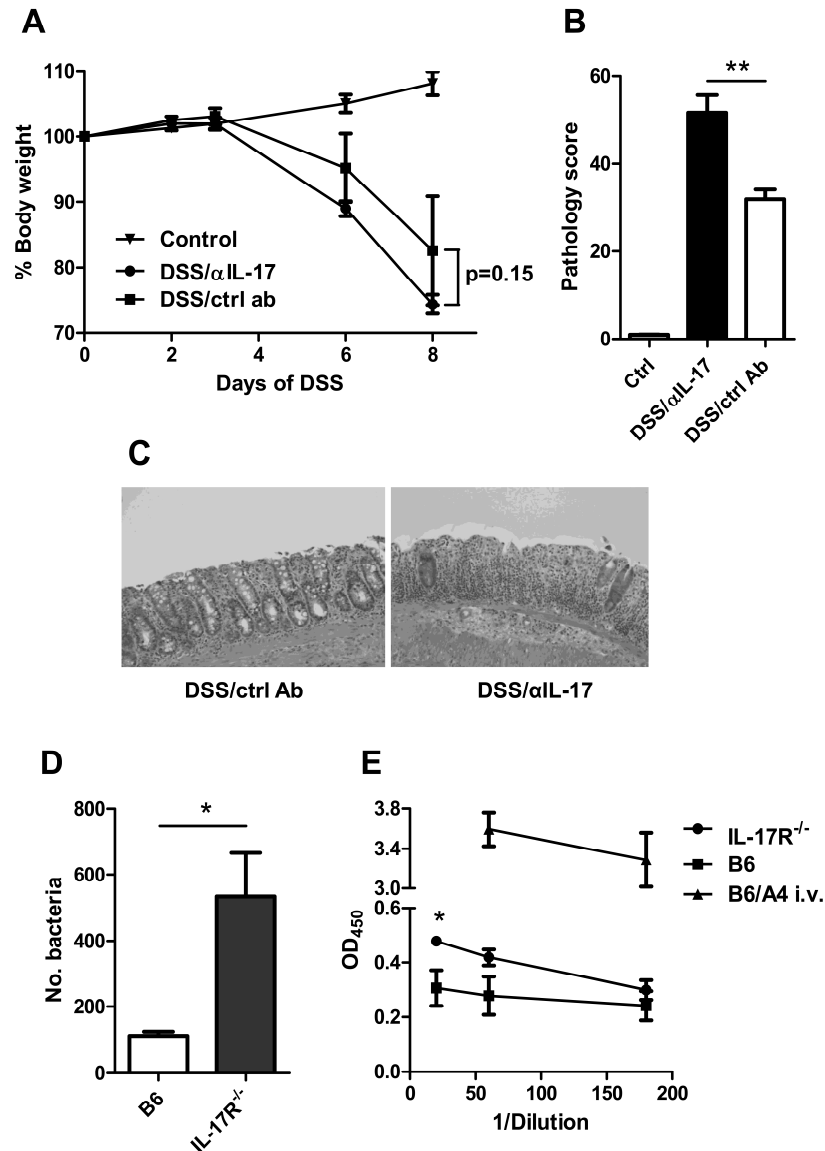 A
110
100
90
80
70
% Body weight
Control
DSS/αIL-17
DSS/ctrl ab
p=0.15
0 2 4 6 8
Days of DSS
B
**
60
40
20
0
Pathology score
Ctrl
DSS/αIL-17
DSS/ctrl Ab
C
DSS/ctrl Ab
DSS/αIL-17
D
*
800
600
400
200
0
No. bacteria
B6
IL-17R-/-
E
3.8
3.4
3.0
0.6
0.4
0.2
0.0
OD450
*
IL-17R-/-
B6
B6/A4 i.v.
0 50 100 150 200
1/Dilution